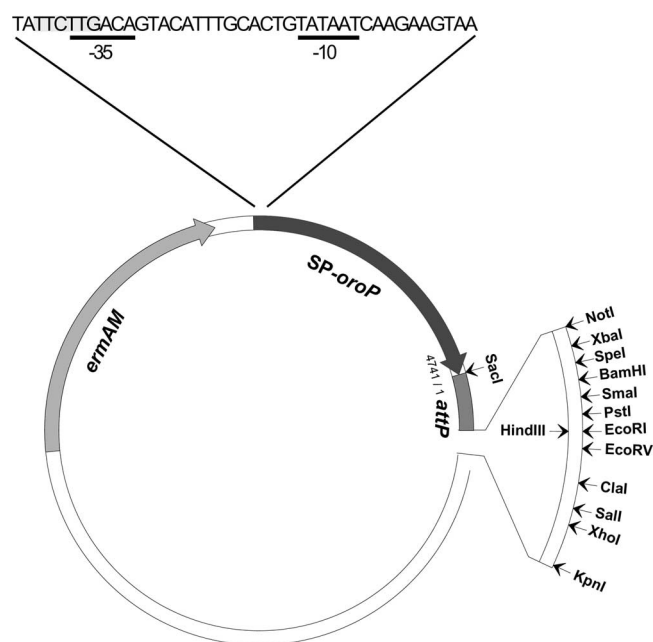 TATTCTTGACAGTACATTTGCACTGTATAATCAAGAAGTAA
-35
-10
SP-oroP
ermAM
4741 / 1
attP
SacI
NotI
XbaI
SpeI
BamHI
SmaI
PstI
HindIII
EcoRI
EcoRV
ClaI
SalI
XhoI
KpnI